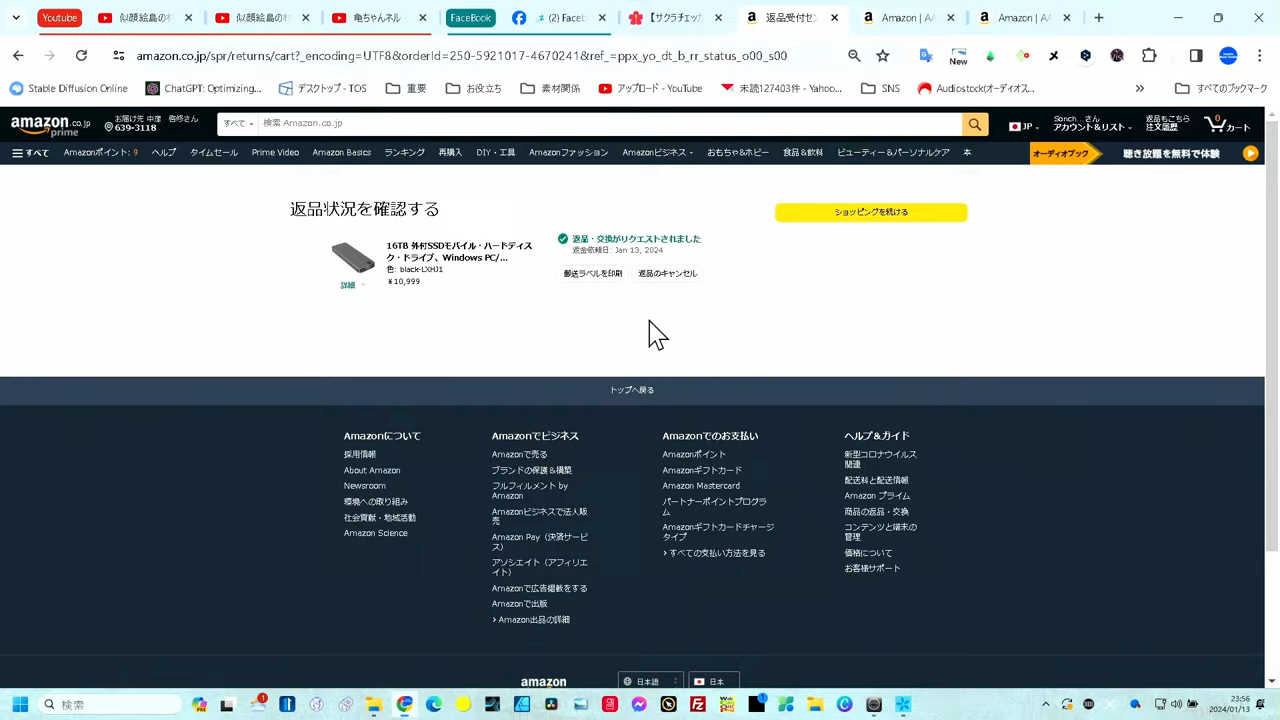 Youtube
似顔絵島の
似顔絵島の
亀ちゃんネル -
FaceBook
(2) Faceb
【サクラチェッカ
返品受付セン
Amazon | A
Amazon | A
amazon.co.jp/spr/returns/cart?_encoding=UTF8&orderId=250-5921017-4670241&ref_=ppx_yo_dt_b_rr_status_o00_s00
New
Stable Diffusion Online
ChatGPT: Optimizing...
デスクトップ - TOS
重要
お役立ち
素材関係
アップロード - YouTube
未読127403件 - Yahoo...
SNS
Audiostock(オーディオス...
すべてのブックマーク
amazon.co.jp
prime
お届け先 中窪 啓修さん
639-3118
すべて
検索 Amazon.co.jp
JP
Sonch...さん
アカウント&リスト
返品もこちら
注文履歴
0
カート
すべて
Amazonポイント: 9
ヘルプ
タイムセール
Prime Video
Amazon Basics
ランキング
再購入
DIY・工具
Amazonファッション
Amazonビジネス
おもちゃ&ホビー
食品&飲料
ビューティー&パーソナルケア
本
オーディオブック
聴き放題を無料で体験
返品状況を確認する
ショッピングを続ける
16TB 外付SSDモバイル・ハードディス
ク・ドライブ、Windows PC/...
色: black-LXHJ1
¥10,999
詳細
返品・交換がリクエストされました
返金依頼日: Jan 13, 2024
郵送ラベルを印刷
返品のキャンセル
トップへ戻る
Amazonについて
採用情報
About Amazon
Newsroom
環境への取り組み
社会貢献・地域活動
Amazon Science
Amazonでビジネス
Amazonで売る
ブランドの保護&構築
フルフィルメント by
Amazon
Amazonビジネスで法人販
売
Amazon Pay（決済サービ
ス）
アソシエイト（アフィリエ
イト）
Amazonで広告掲載をする
Amazonで出版
› Amazon出品の詳細
Amazonでのお支払い
Amazonポイント
Amazonギフトカード
Amazon Mastercard
パートナーポイントプログラ
ム
Amazonギフトカードチャージ
タイプ
› すべての支払い方法を見る
ヘルプ&ガイド
新型コロナウイルス
関連
配送料と配送情報
Amazon プライム
商品の返品・交換
コンテンツと端末の
管理
価格について
お客様サポート
amazon
日本語
日本
検索
23:56
2024/01/13